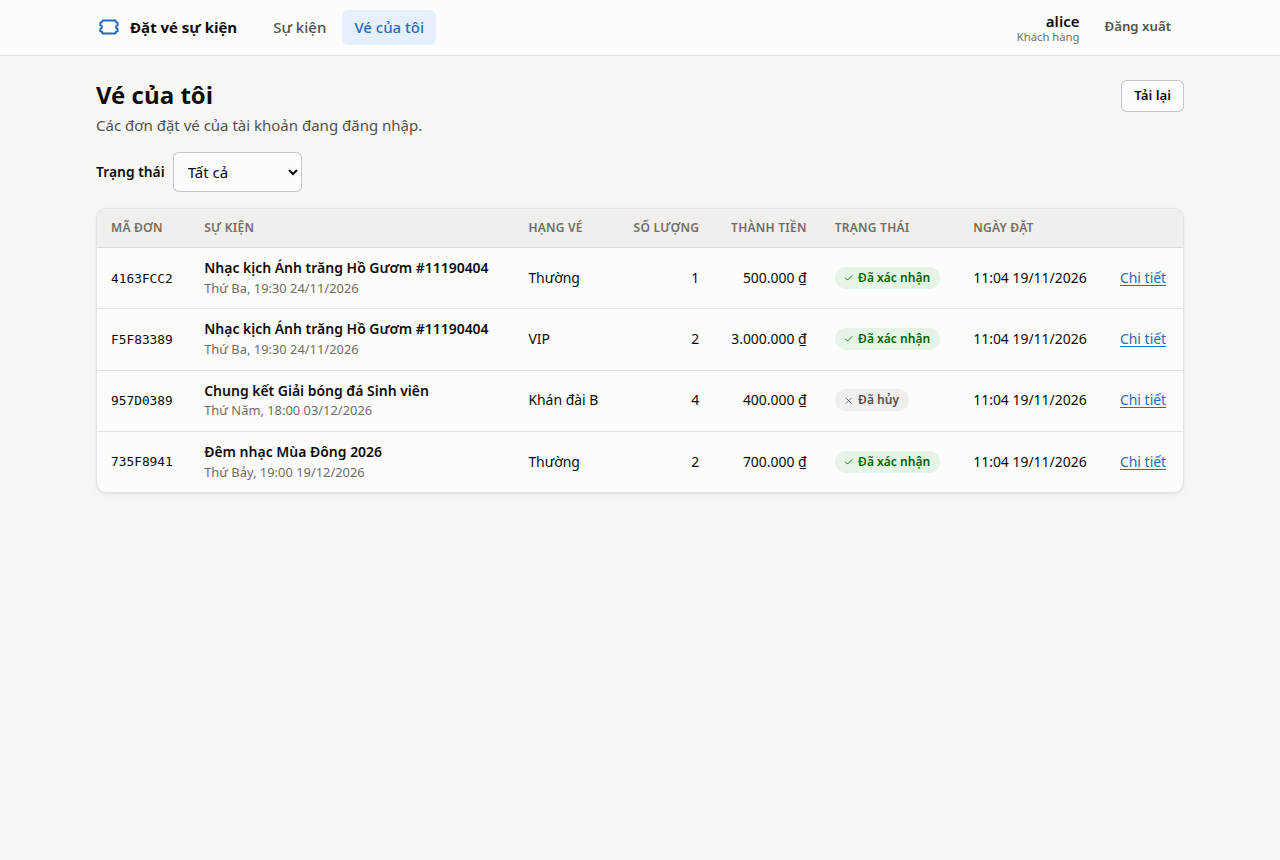 Đặt vé sự kiện Sự kiện Vé của tôi alice Đăng xuất
Khách hàng
Vé của tôi Tải lại
Các đơn đặt vé của tài khoản đang đăng nhập.
Trạng thái Tất cả
MÃ ĐƠN SỰ KIỆN HẠNG VÉ SỐ LƯỢNG THÀNH TIỀN TRẠNG THÁI NGÀY ĐẶT
4163FCC2 Nhạc kịch Ánh trăng Hồ Gươm #11190404 Thường 1 500.000 ₫ Đã xác nhận 11:04 19/11/2026 Chi tiết
Thứ Ba, 19:30 24/11/2026
F5F83389 Nhạc kịch Ánh trăng Hồ Gươm #11190404 VIP 2 3.000.000 ₫ Đã xác nhận 11:04 19/11/2026 Chi tiết
Thứ Ba, 19:30 24/11/2026
957D0389 Chung kết Giải bóng đá Sinh viên Khán đài B 4 400.000 ₫ Đã hủy 11:04 19/11/2026 Chi tiết
Thứ Năm, 18:00 03/12/2026
735F8941 Đêm nhạc Mùa Đông 2026 Thường 2 700.000 ₫ Đã xác nhận 11:04 19/11/2026 Chi tiết
Thứ Bảy, 19:00 19/12/2026